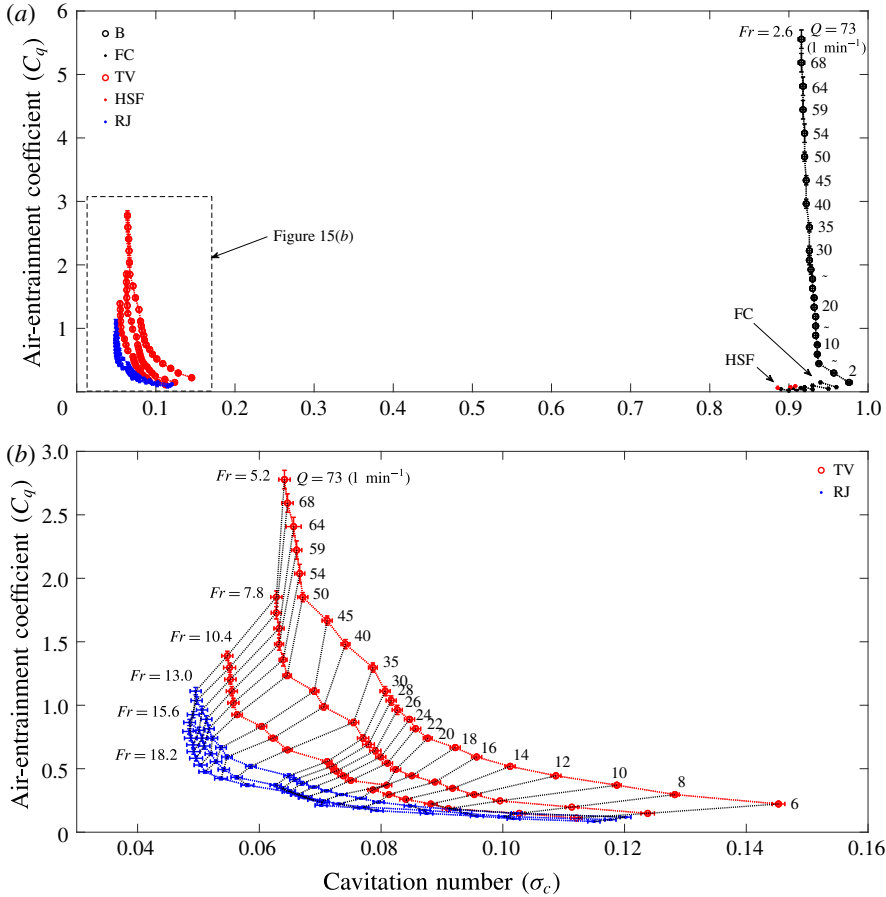 (a)
6
5
4
3
2
1
0
Air-entrainment coefficient (Cq)
B
FC
TV
HSF
RJ
Figure 15(b)
Fr = 2.6
Q = 73
(l min−1)
68
64
59
54
50
45
40
35
30
~
20
~
10
~
2
FC
HSF
0.1
0.2
0.3
0.4
0.5
0.6
0.7
0.8
0.9
1.0
(b)
3.0
2.5
2.0
1.5
1.0
0.5
0
Air-entrainment coefficient (Cq)
Fr = 5.2
Q = 73 (l min−1)
TV
RJ
68
64
59
54
50
45
40
35
30
28
26
24
22
20
18
16
14
12
10
8
6
Fr = 7.8
Fr = 10.4
Fr = 13.0
Fr = 15.6
Fr = 18.2
0.04
0.06
0.08
0.10
0.12
0.14
0.16
Cavitation number (σc)